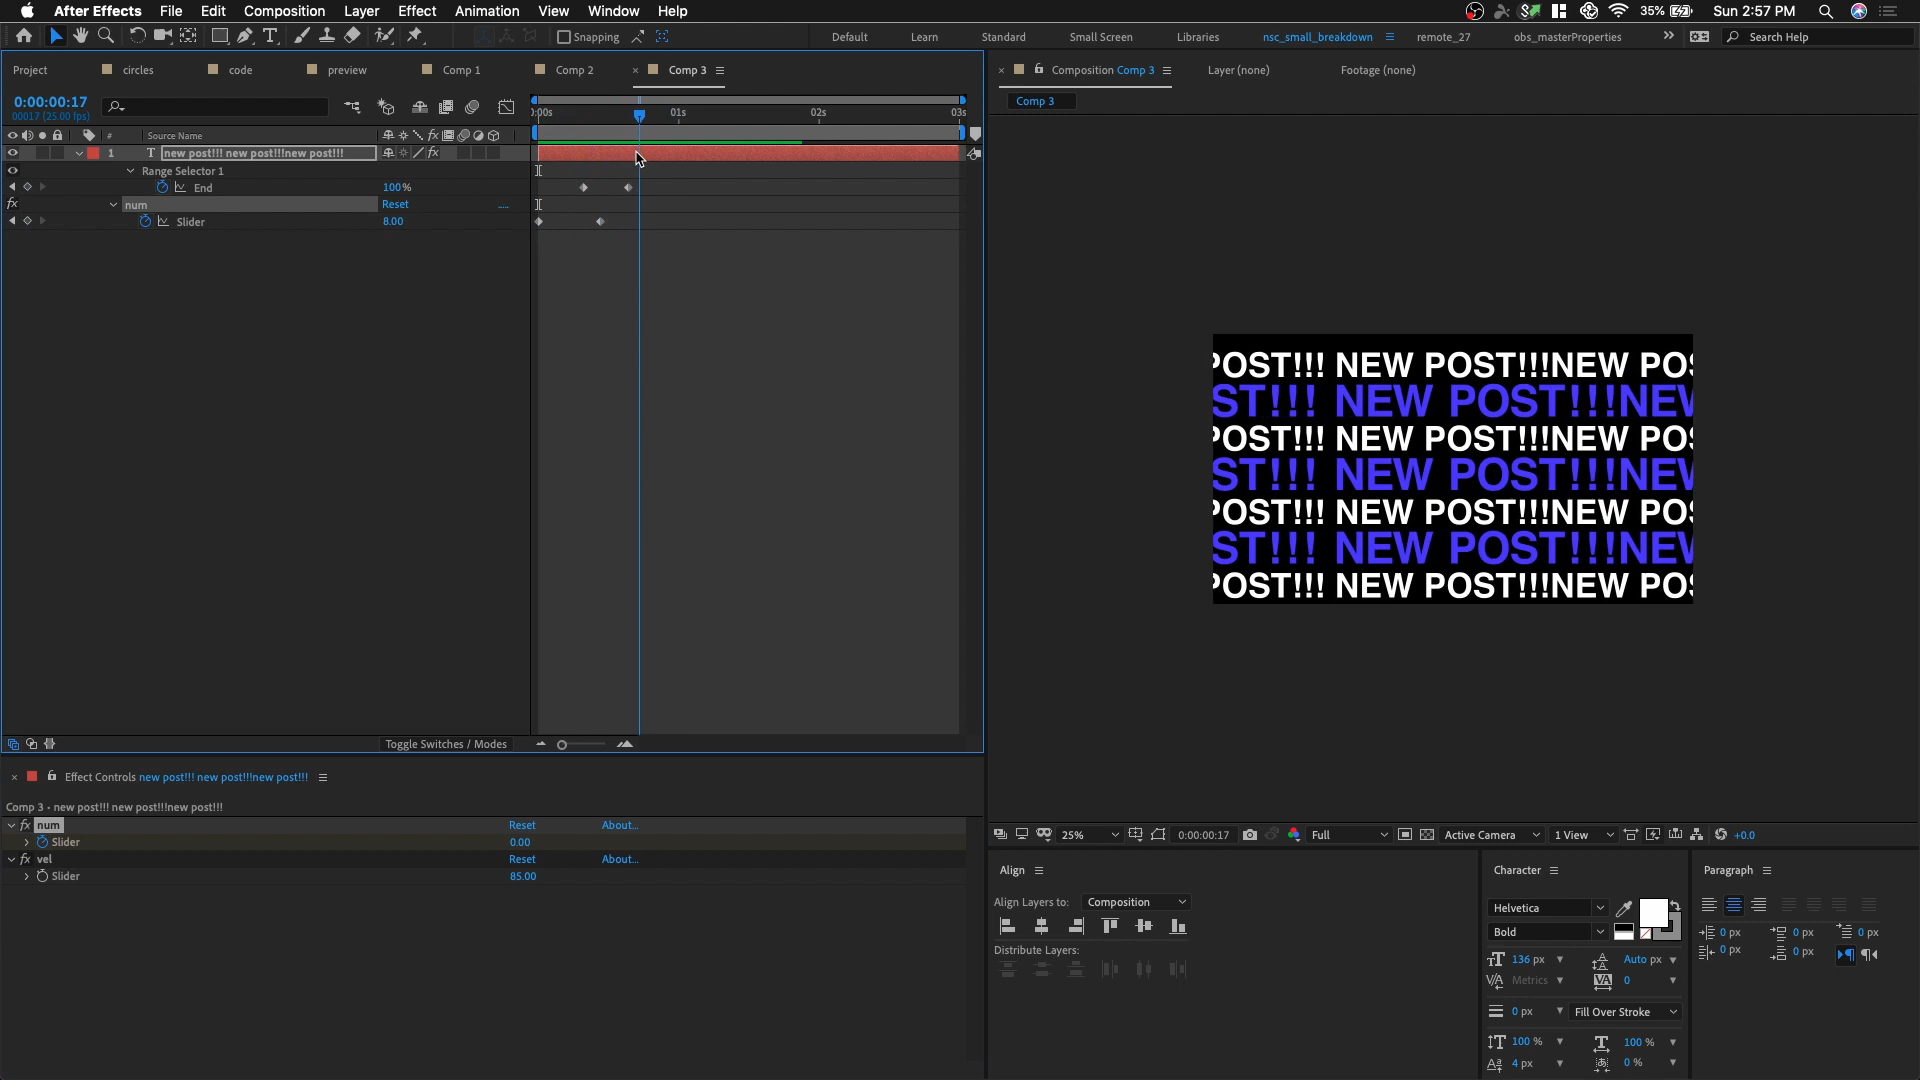 After Effects File Edit Composition Layer Effect Animation View Window Help 35% Sun 2:57 PM
Snapping Default Learn Standard Small Screen Libraries nsc_small_breakdown remote_27 obs_masterProperties Search Help
Project circles code preview Comp 1 Comp 2 Comp 3
Composition Comp 3 Layer (none) Footage (none)
Comp 3
0:00:00:17
00017 (25.00 fps)
:00s 01s 02s 03s
# Source Name
1 T new post!!! new post!!!new post!!!
Range Selector 1
End 100%
num Reset
Slider 8.00
POST!!! NEW POST!!!NEW POS
ST!!! NEW POST!!!NEW
POST!!! NEW POST!!!NEW POS
ST!!! NEW POST!!!NEW
POST!!! NEW POST!!!NEW POS
ST!!! NEW POST!!!NEW
POST!!! NEW POST!!!NEW POS
Toggle Switches / Modes
Effect Controls new post!!! new post!!!new post!!!
Comp 3 • new post!!! new post!!!new post!!!
fx num Reset About...
Slider 0.00
fx vel Reset About...
Slider 85.00
25% 0:00:00:17 Full Active Camera 1 View +0.0
Align
Align Layers to: Composition
Distribute Layers:
Character
Helvetica
Bold
136 px Auto px
Metrics 0
0 px Fill Over Stroke
100 % 100 %
4 px 0 %
Paragraph
0 px 0 px 0 px
0 px 0 px